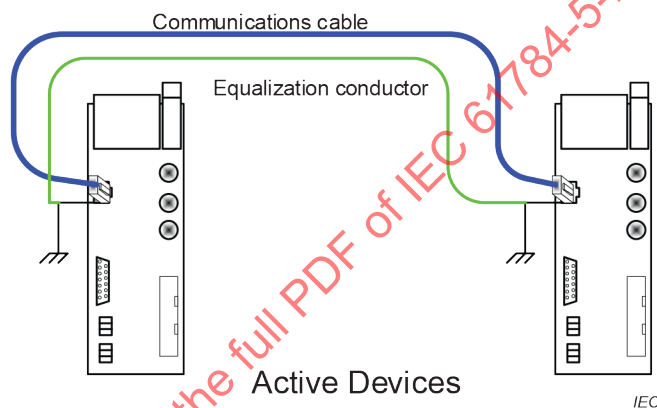 Communications cable
Equalization conductor
Active Devices
IEC
the full PDF of IEC 61784-5-